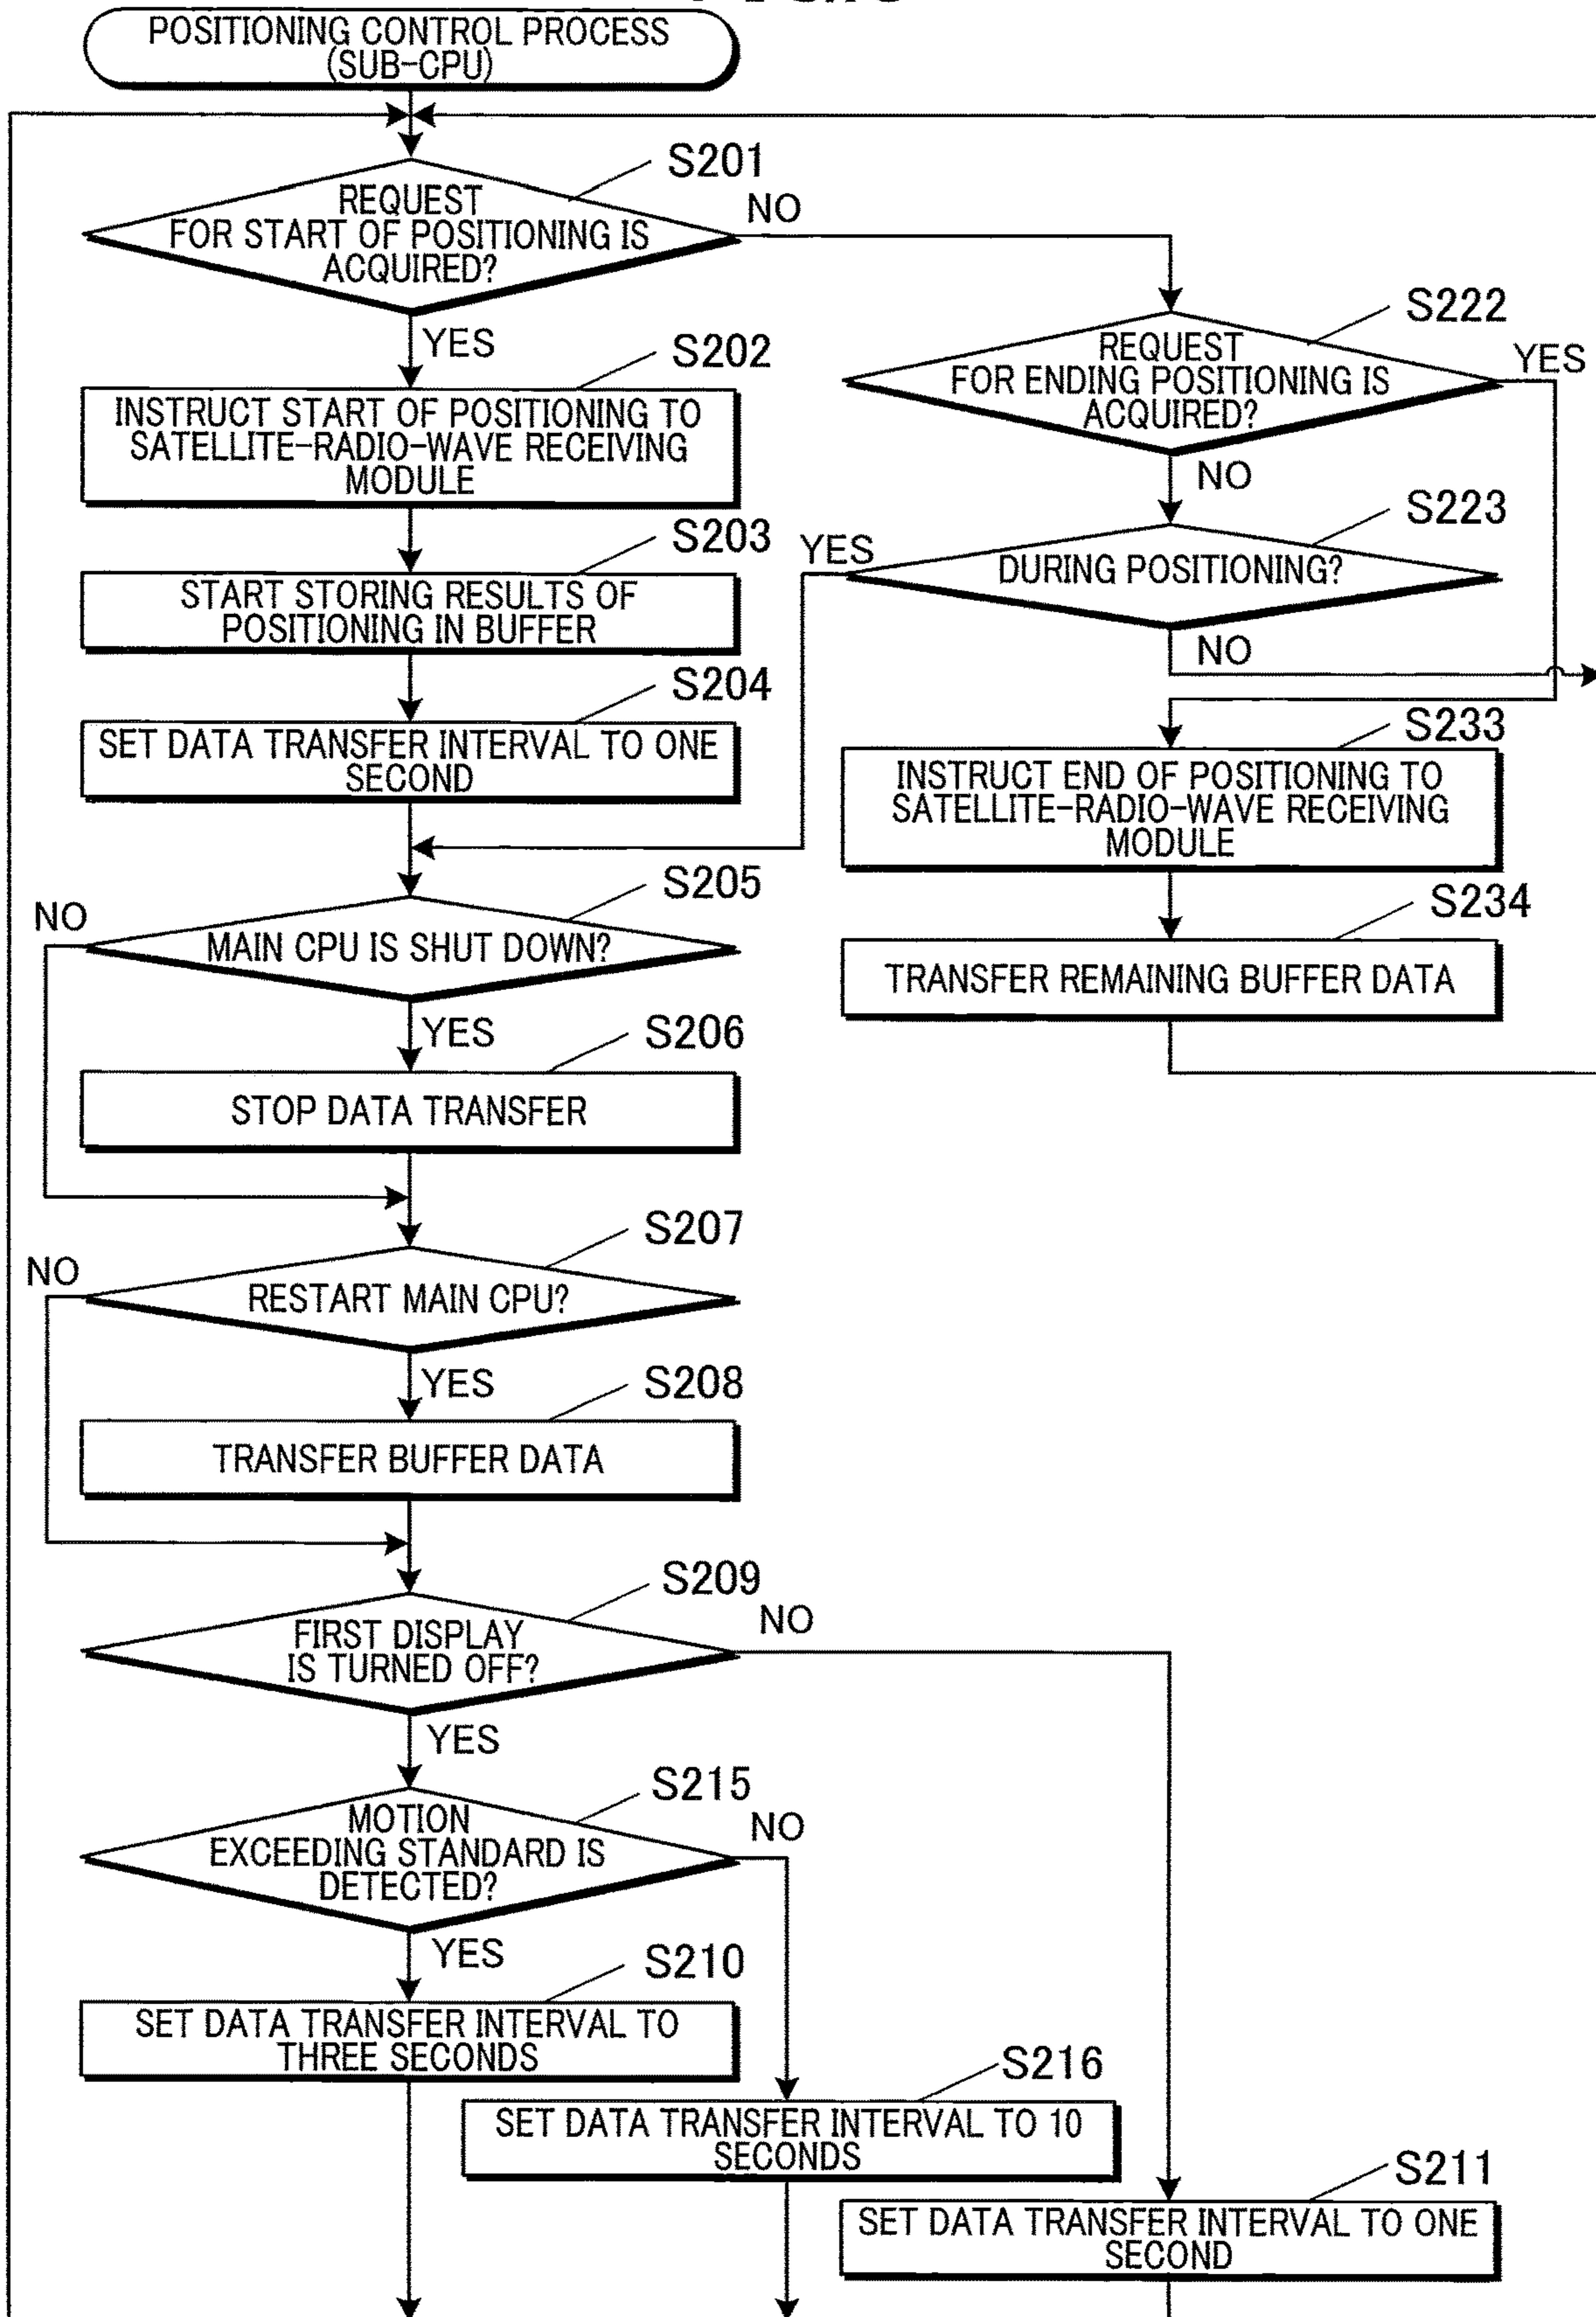 POSITIONING CONTROL PROCESS
(SUB-CPU)
S201
REQUEST
FOR START OF POSITIONING IS
ACQUIRED?
NO
YES
S222
REQUEST
FOR ENDING POSITIONING IS
ACQUIRED?
YES
NO
S202
INSTRUCT START OF POSITIONING TO
SATELLITE-RADIO-WAVE RECEIVING
MODULE
S223
DURING POSITIONING?
YES
NO
S203
START STORING RESULTS OF
POSITIONING IN BUFFER
S204
SET DATA TRANSFER INTERVAL TO ONE
SECOND
S233
INSTRUCT END OF POSITIONING TO
SATELLITE-RADIO-WAVE RECEIVING
MODULE
S205
NO
MAIN CPU IS SHUT DOWN?
YES
S234
TRANSFER REMAINING BUFFER DATA
S206
STOP DATA TRANSFER
S207
NO
RESTART MAIN CPU?
YES
S208
TRANSFER BUFFER DATA
S209
FIRST DISPLAY
IS TURNED OFF?
NO
YES
S215
MOTION
EXCEEDING STANDARD IS
DETECTED?
NO
YES
S210
SET DATA TRANSFER INTERVAL TO
THREE SECONDS
S216
SET DATA TRANSFER INTERVAL TO 10
SECONDS
S211
SET DATA TRANSFER INTERVAL TO ONE
SECOND